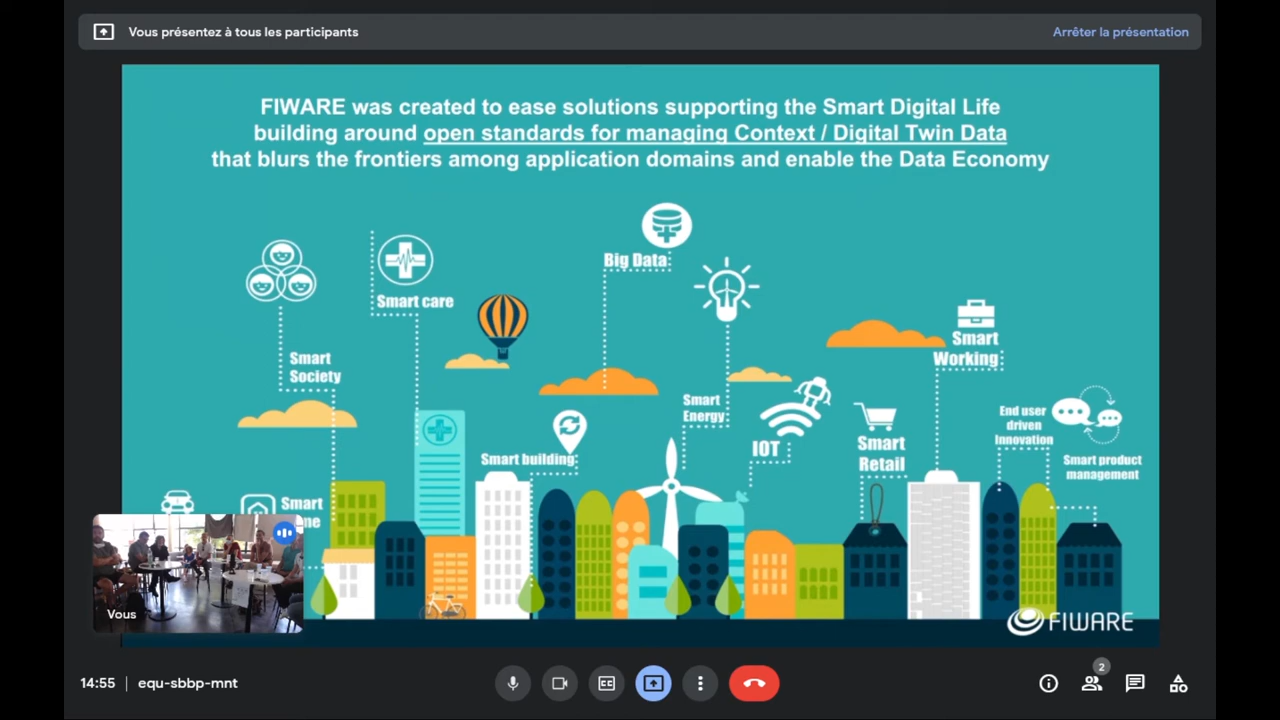 Vous présentez à tous les participants
Arrêter la présentation
FIWARE was created to ease solutions supporting the Smart Digital Life
building around open standards for managing Context / Digital Twin Data
that blurs the frontiers among application domains and enable the Data Economy
Big Data
Smart care
Smart
Society
Smart
Working
Smart
Energy
End user
driven
Innovation
IOT
Smart
Retail
Smart building
Smart product
management
Smart
Vous
FIWARE
14:55 | equ-sbbp-mnt
CC
2